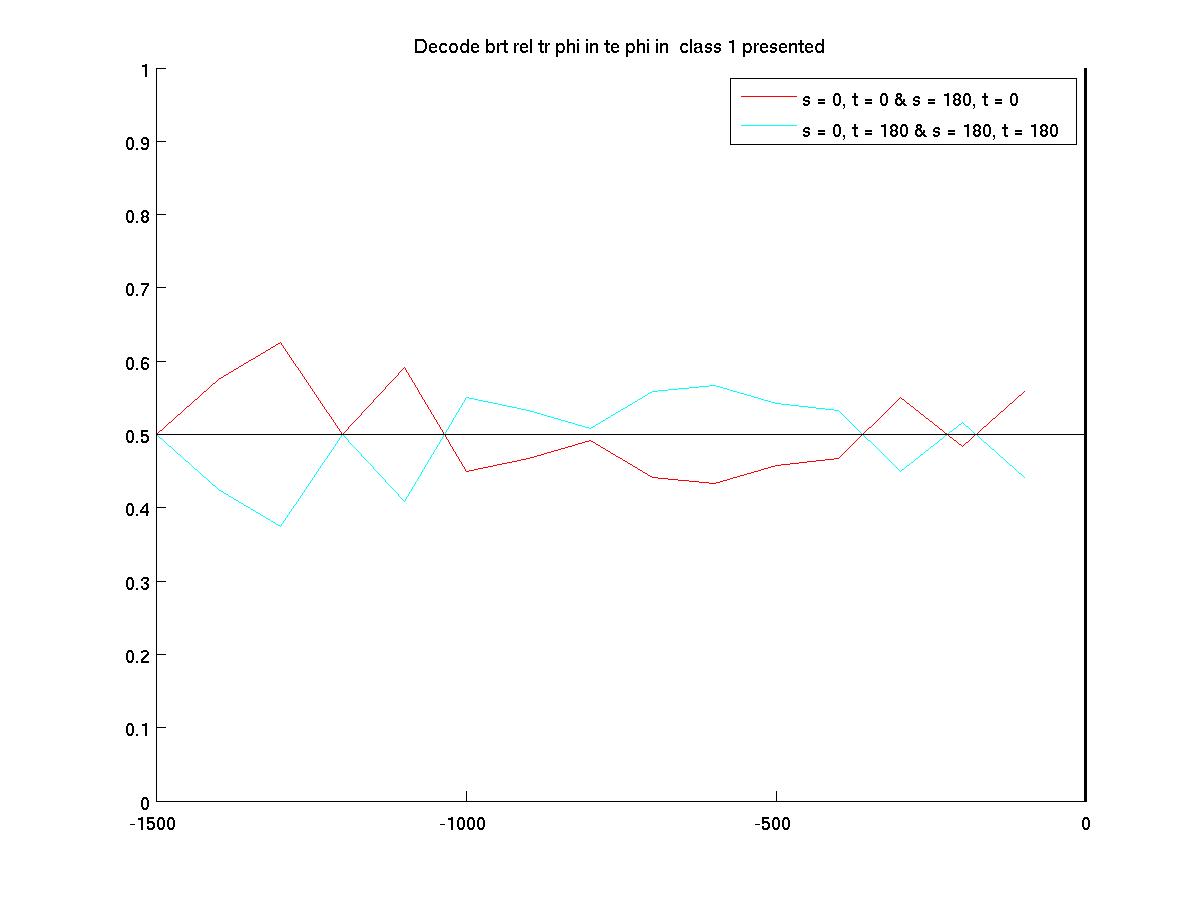 Decode brt rel tr phi in te phi in  class 1 presented
s = 0, t = 0 & s = 180, t = 0
s = 0, t = 180 & s = 180, t = 180
1
0.9
0.8
0.7
0.6
0.5
0.4
0.3
0.2
0.1
0
-1500 -1000 -500 0